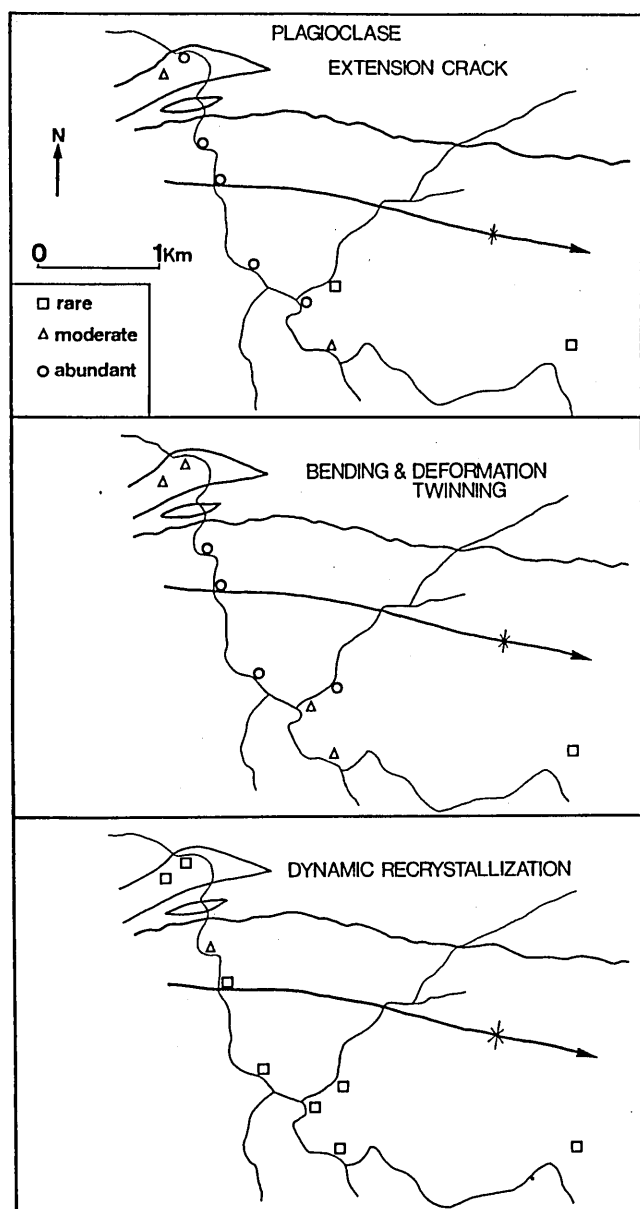 PLAGIOCLASE
EXTENSION CRACK
N
0 1Km
rare
moderate
abundant
BENDING & DEFORMATION
TWINNING
DYNAMIC RECRYSTALLIZATION